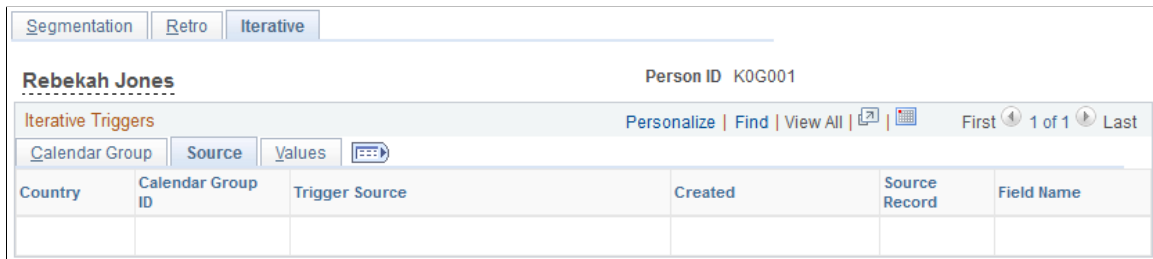 Segmentation Retro Iterative
Rebekah Jones Person ID K0G001
Iterative Triggers Personalize | Find | View All | | First 1 of 1 Last
Calendar Group Source Values
Country Calendar Group ID Trigger Source Created Source Record Field Name